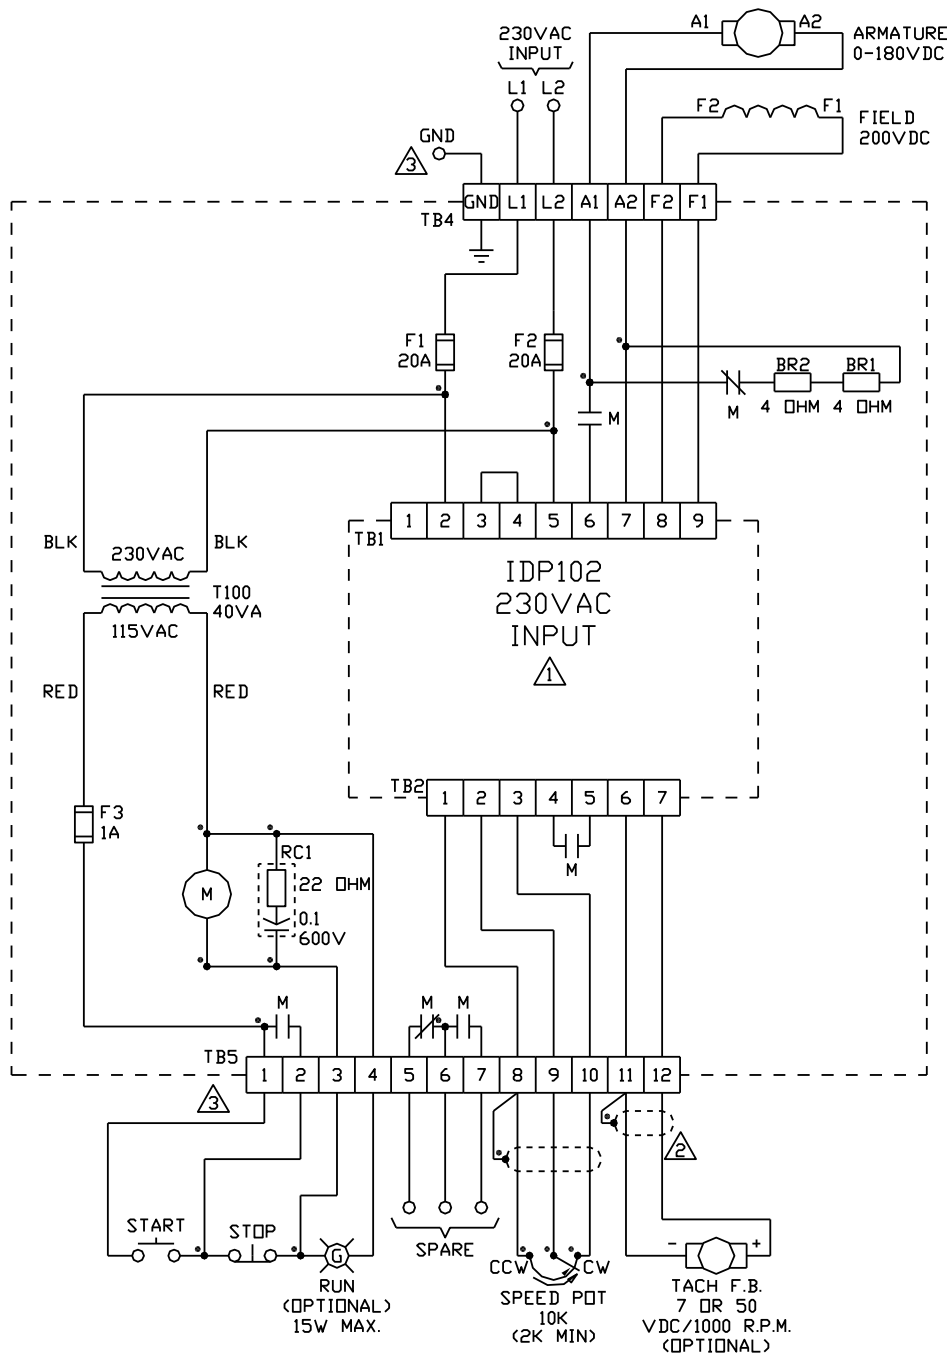 230VAC
INPUT
L1 L2
A1 A2
ARMATURE
0-180VDC
F2 F1
FIELD
200VDC
GND
3
TB4
GND L1 L2 A1 A2 F2 F1
F1
20A
F2
20A
M
M
BR2 BR1
4 OHM 4 OHM
TB1
1 2 3 4 5 6 7 8 9
BLK
230VAC
BLK
T100
40VA
115VAC
IDP102
230VAC
INPUT
1
RED
RED
TB2
1 2 3 4 5 6 7
M
F3
1A
M
RC1
22 OHM
0.1
600V
M
M M
TB5
1 2 3 4 5 6 7 8 9 10 11 12
3
2
START
STOP
G
RUN
(OPTIONAL)
15W MAX.
SPARE
CCW CW
SPEED POT
10K
(2K MIN)
- +
TACH F.B.
7 OR 50
VDC/1000 R.P.M.
(OPTIONAL)